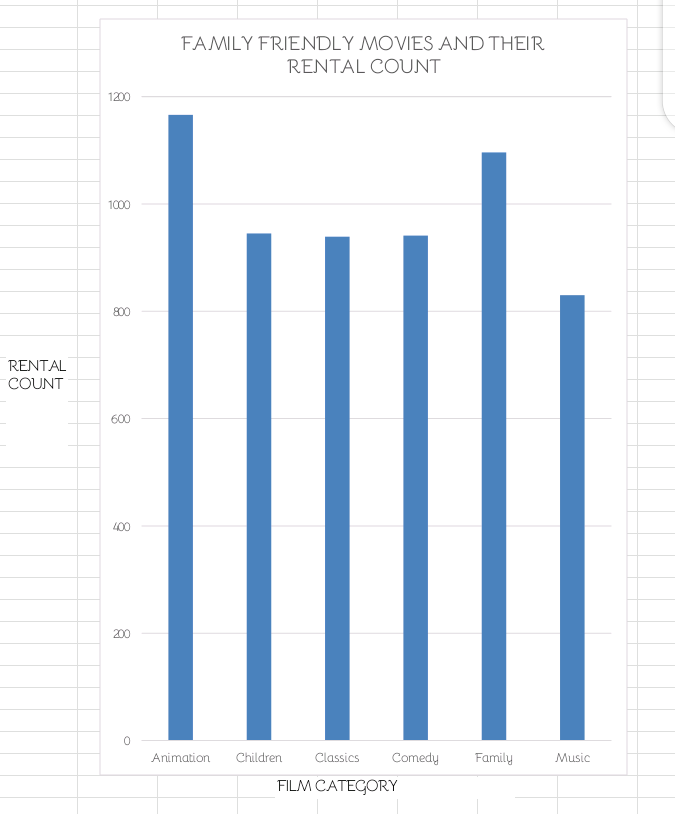 FAMILY FRIENDLY MOVIES AND THEIR
RENTAL COUNT
1200
1000
800
600
400
200
0
RENTAL
COUNT
Animation Children Classics Comedy Family Music
FILM CATEGORY